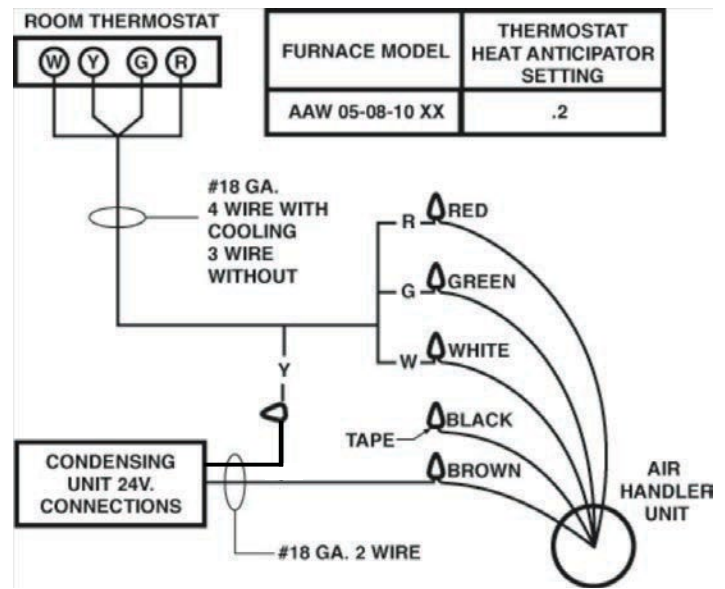 ROOM THERMOSTAT
W Y G R
FURNACE MODEL
THERMOSTAT
HEAT ANTICIPATOR
SETTING
AAW 05-08-10 XX
.2
#18 GA.
4 WIRE WITH
COOLING
3 WIRE
WITHOUT
R RED
G GREEN
W WHITE
Y
TAPE
BLACK
BROWN
CONDENSING
UNIT 24V.
CONNECTIONS
AIR
HANDLER
UNIT
#18 GA. 2 WIRE